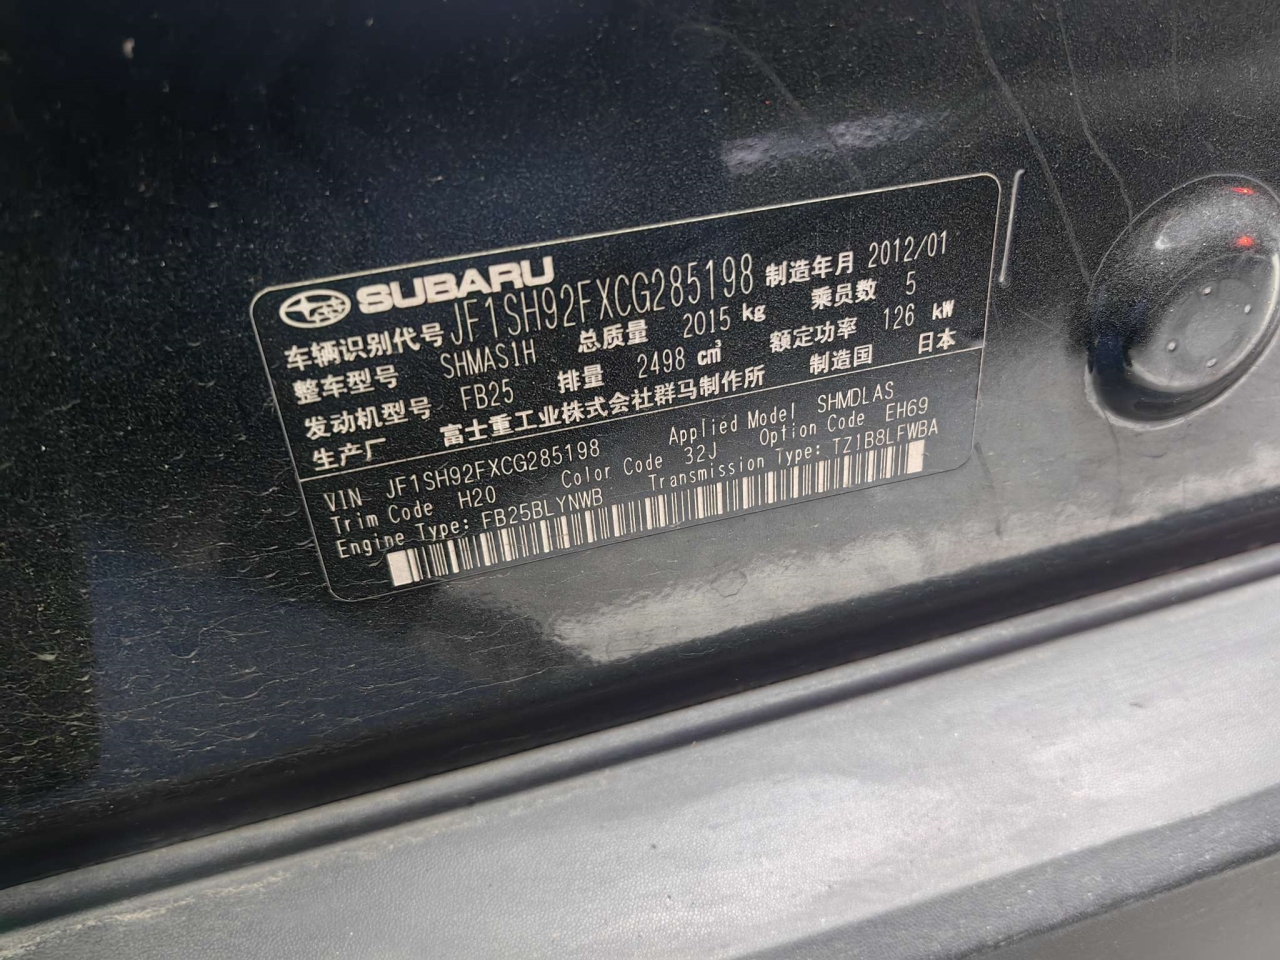 SUBARU
车辆识别代号 JF1SH92FXCG285198 制造年月 2012/01
整车型号 SHMAS1H 总质量 2015 kg 乘员数 5
发动机型号 FB25 排量 2498 cm³ 额定功率 126 kW
生产厂 富士重工业株式会社群马制作所 制造国 日本
VIN JF1SH92FXCG285198 Applied Model SHMDLAS
Trim Code H20 Color Code 32J Option Code EH69
Engine Type: FB25BLYNWB Transmission Type: TZ1B8LFWBA